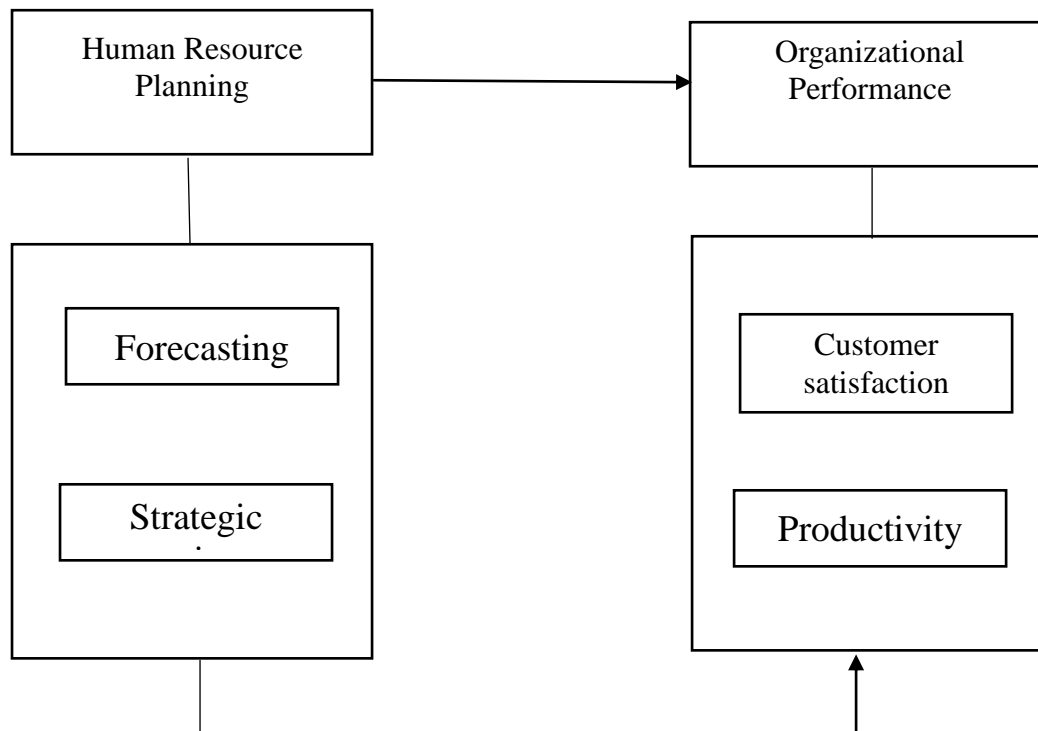 Human Resource
Planning
Organizational
Performance
Forecasting
Strategic
Customer
satisfaction
Productivity